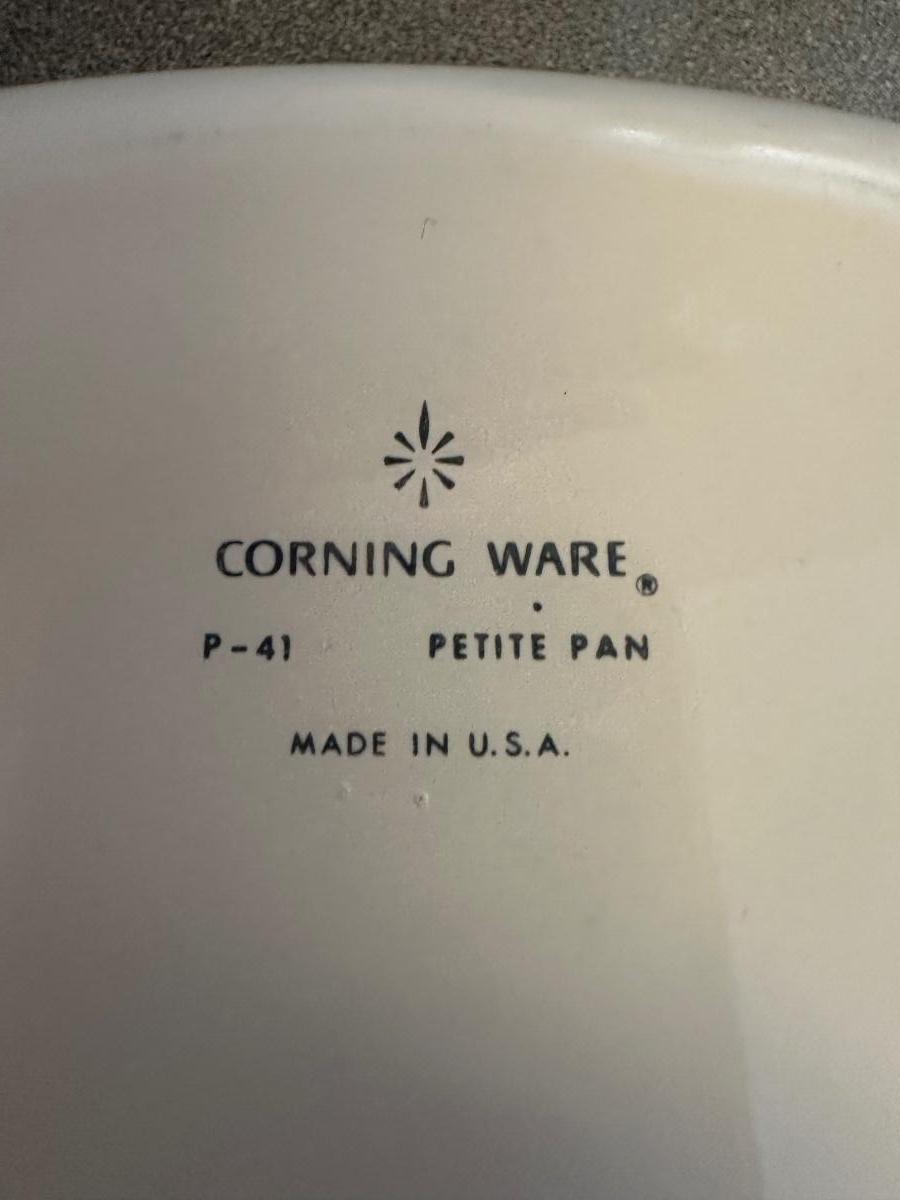 CORNING WARE®
P-41 PETITE PAN
MADE IN U.S.A.